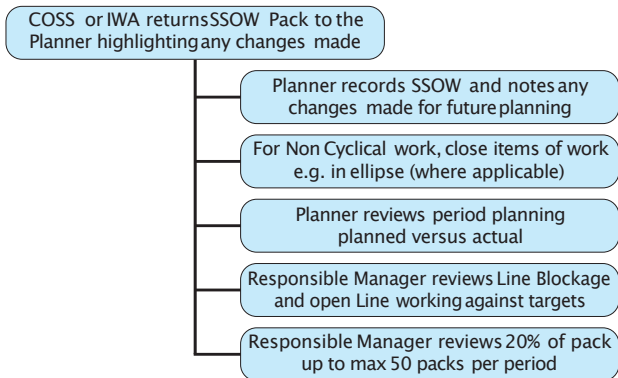 COSS or IWA returns SSOW Pack to the
Planner highlighting any changes made
Planner records SSOW and notes any
changes made for future planning
For Non Cyclical work, close items of work
e.g. in ellipse (where applicable)
Planner reviews period planning
planned versus actual
Responsible Manager reviews Line Blockage
and open Line working against targets
Responsible Manager reviews 20% of pack
up to max 50 packs per period